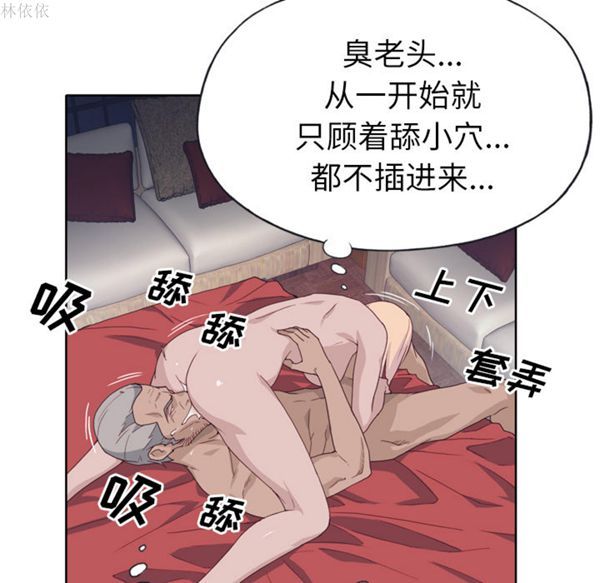 林依依
臭老头...
从一开始就
只顾着舔小穴...
都不插进来...
吸
舔
舔
上下
套弄
吸
舔